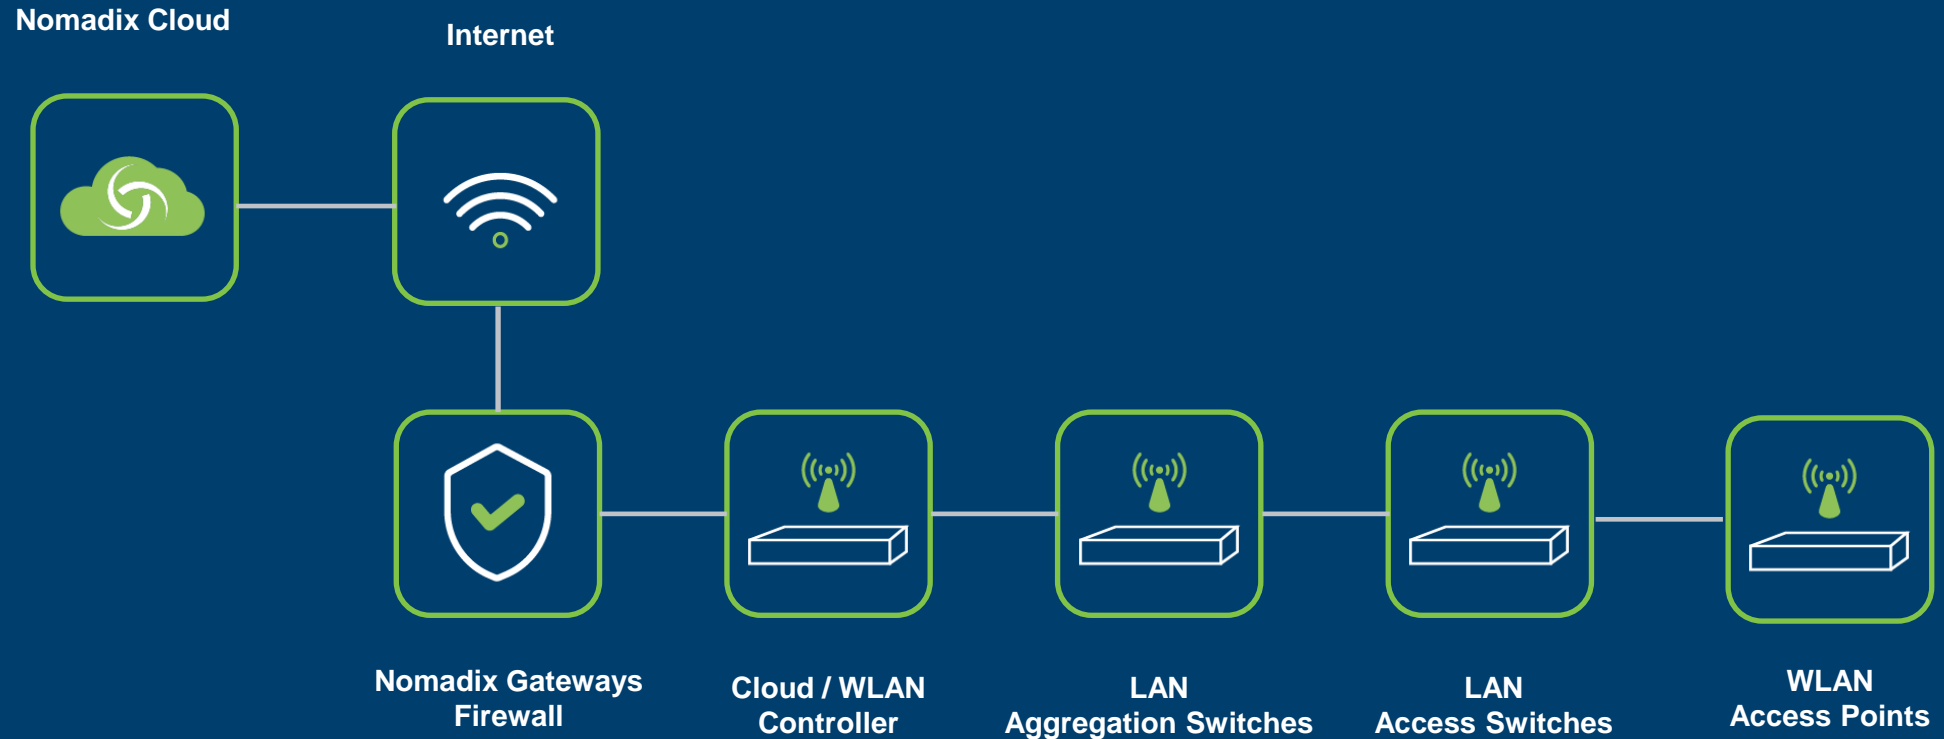 Nomadix Cloud
Internet
Nomadix Gateways
Firewall
Cloud / WLAN
Controller
LAN
Aggregation Switches
LAN
Access Switches
WLAN
Access Points